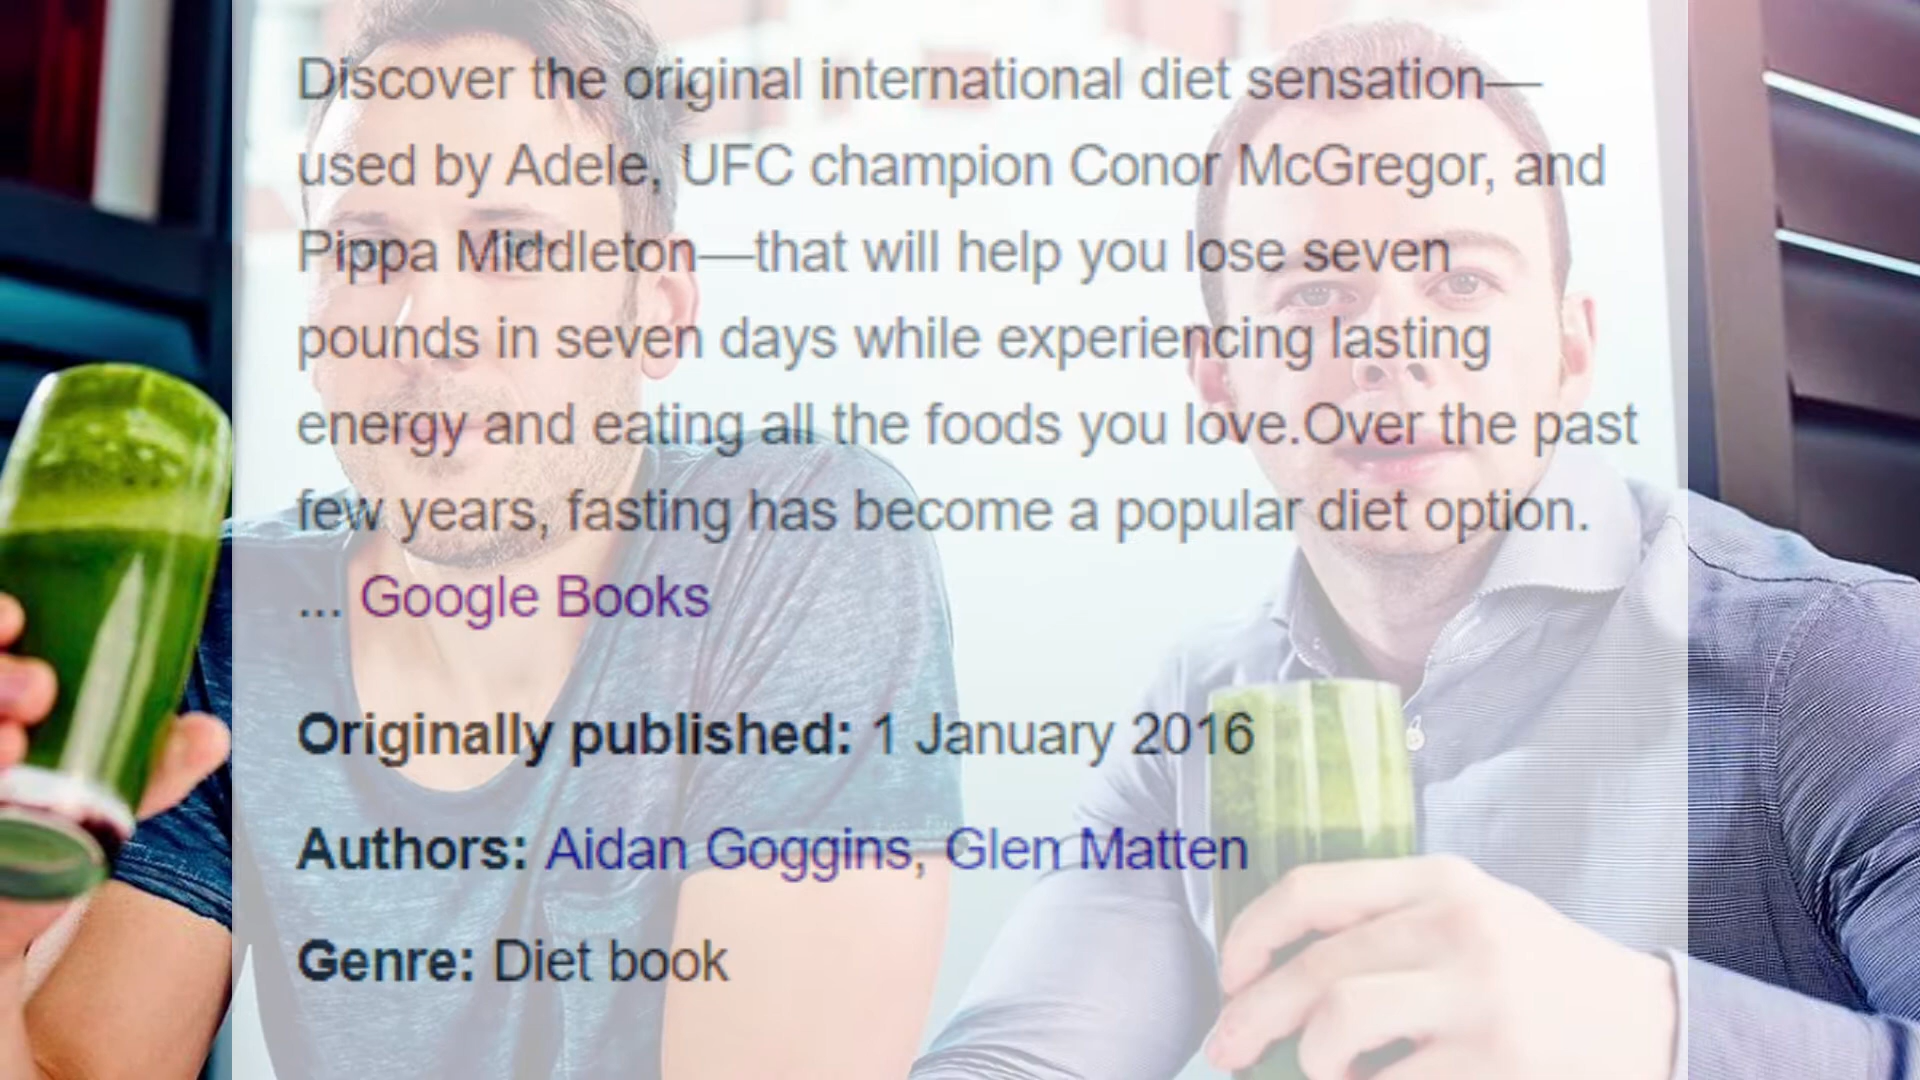 Discover the original international diet sensation—
used by Adele, UFC champion Conor McGregor, and
Pippa Middleton—that will help you lose seven
pounds in seven days while experiencing lasting
energy and eating all the foods you love.Over the past
few years, fasting has become a popular diet option.
... Google Books
Originally published: 1 January 2016
Authors: Aidan Goggins, Glen Matten
Genre: Diet book